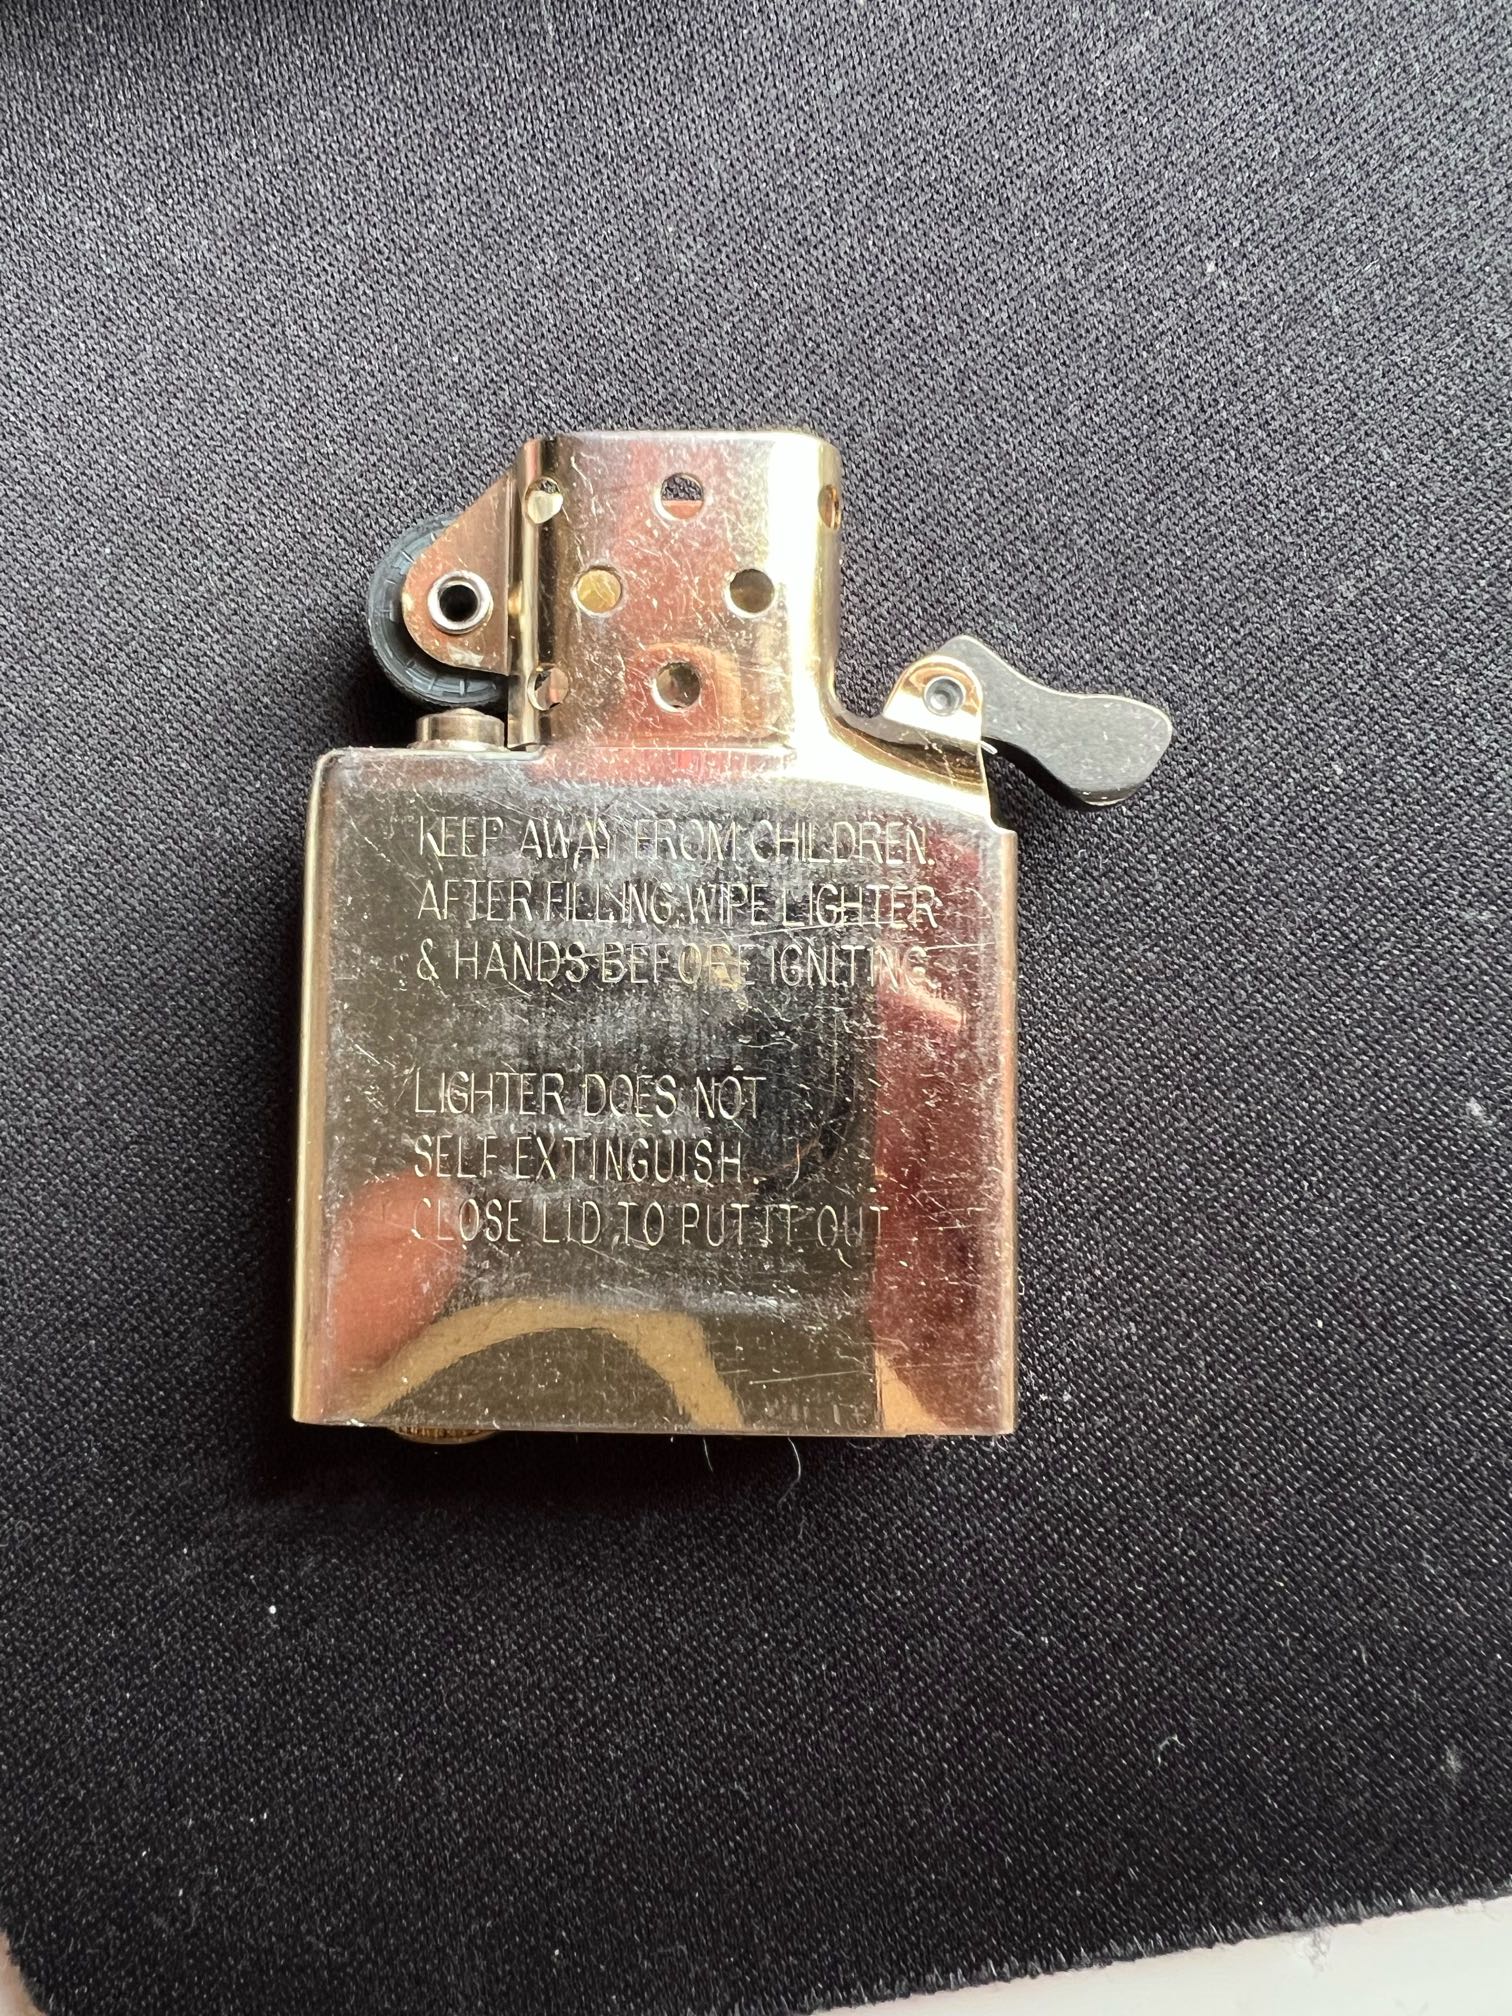 KEEP AWAY FROM CHILDREN.
AFTER FILLING WIPE LIGHTER
& HANDS BEFORE IGNITING.
LIGHTER DOES NOT
SELF EXTINGUISH.
CLOSE LID TO PUT IT OUT